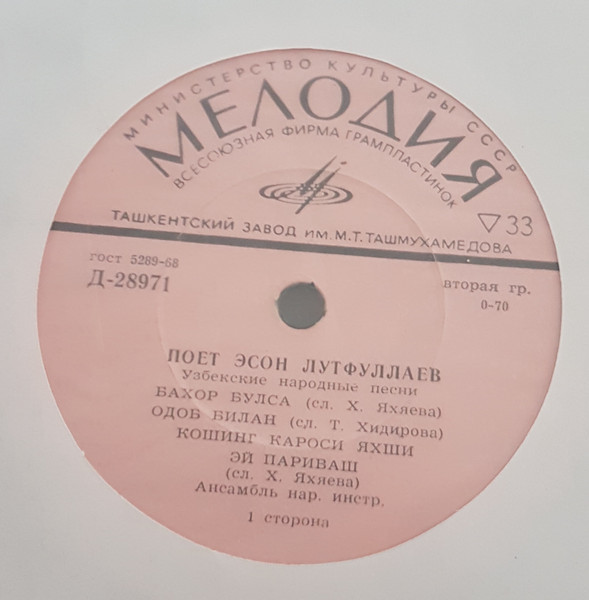 МИНИСТЕРСТВО КУЛЬТУРЫ СССР
МЕЛОДИЯ
ВСЕСОЮЗНАЯ ФИРМА ГРАМПЛАСТИНОК
33
ТАШКЕНТСКИЙ ЗАВОД ИМ. М.Т. ТАШМУХАМЕДОВА
гост 5289-68
Д-28971
вторая гр.
0-70
ПОЕТ ЭСОН ЛУТФУЛЛАЕВ
Узбекские народные песни
БАХОР БУЛСА (сл. Х. Яхяева)
ОДОБ БИЛАН (сл. Т. Хидирова)
КОШИНГ КАРОСИ ЯХШИ
ЭЙ ПАРИВАШ
(сл. Х. Яхяева)
Ансамбль нар. инстр.
1 сторона